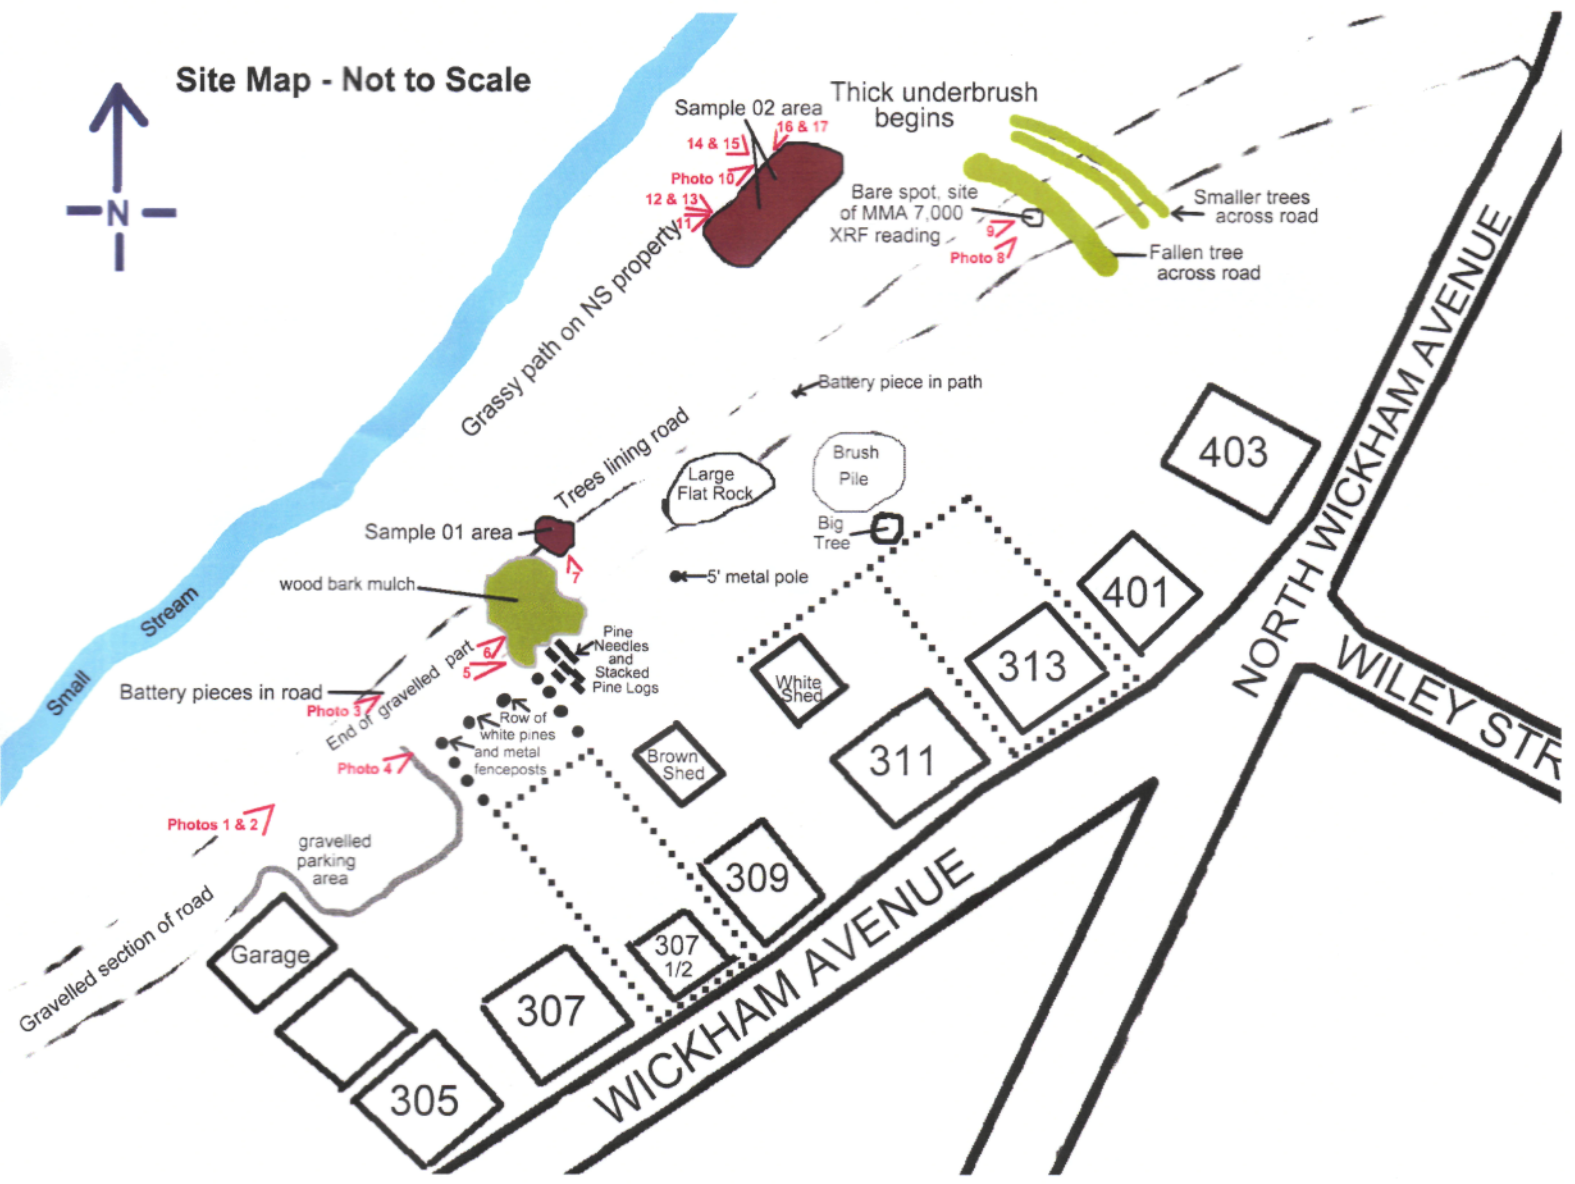 Site Map - Not to Scale
N
Sample 02 area
16 & 17
14 & 15
Photo 10
12 & 13
11
Thick underbrush
begins
Bare spot, site
of MMA 7,000
XRF reading
9
Photo 8
Smaller trees
across road
Fallen tree
across road
Grassy path on NS property
Battery piece in path
Trees lining road
Large
Flat Rock
Brush
Pile
Big
Tree
Sample 01 area
7
wood bark mulch
5' metal pole
Small Stream
Pine
Needles
and
Stacked
Pine Logs
6
5
Battery pieces in road
Photo 3
End of gravelled part
Row of
white pines
and metal
fenceposts
Photo 4
Photos 1 & 2
gravelled
parking
area
Gravelled section of road
Garage
White
Shed
Brown
Shed
403
401
313
311
309
307
1/2
307
305
WICKHAM AVENUE
NORTH WICKHAM AVENUE
NORTH WICKHAM AVENUE
WILEY STR